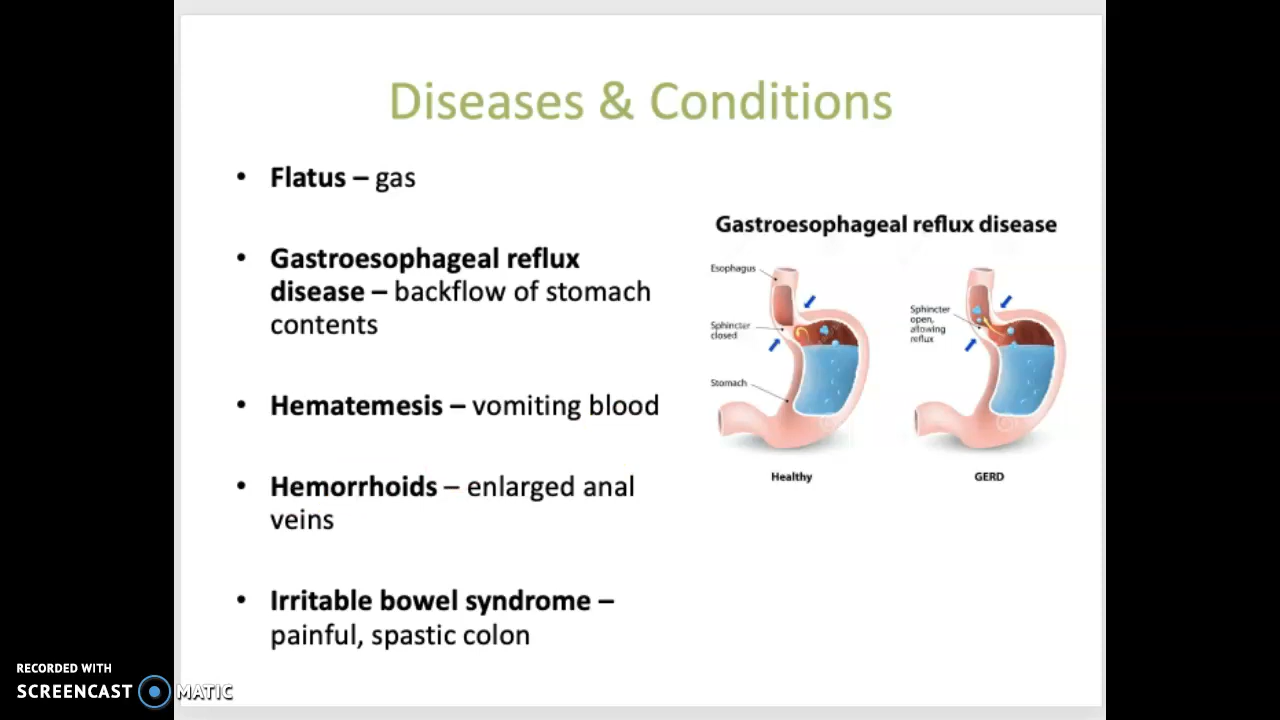 Diseases & Conditions
• Flatus – gas
• Gastroesophageal reflux
disease – backflow of stomach
contents
• Hematemesis – vomiting blood
• Hemorrhoids – enlarged anal
veins
• Irritable bowel syndrome –
painful, spastic colon
Gastroesophageal reflux disease
Esophagus
Sphincter
closed
Stomach
Healthy
Sphincter
open,
allowing
reflux
GERD
RECORDED WITH
SCREENCAST MATIC